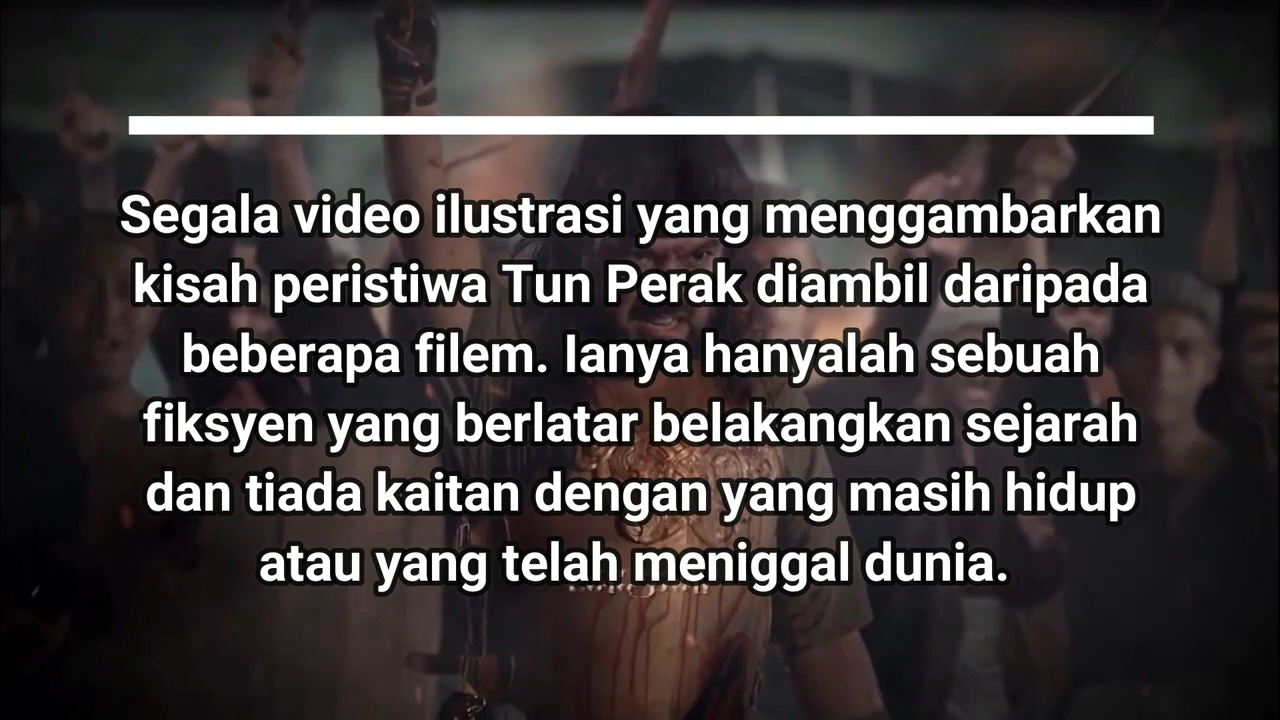 Segala video ilustrasi yang menggambarkan
kisah peristiwa Tun Perak diambil daripada
beberapa filem. Ianya hanyalah sebuah
fiksyen yang berlatar belakangkan sejarah
dan tiada kaitan dengan yang masih hidup
atau yang telah meniggal dunia.